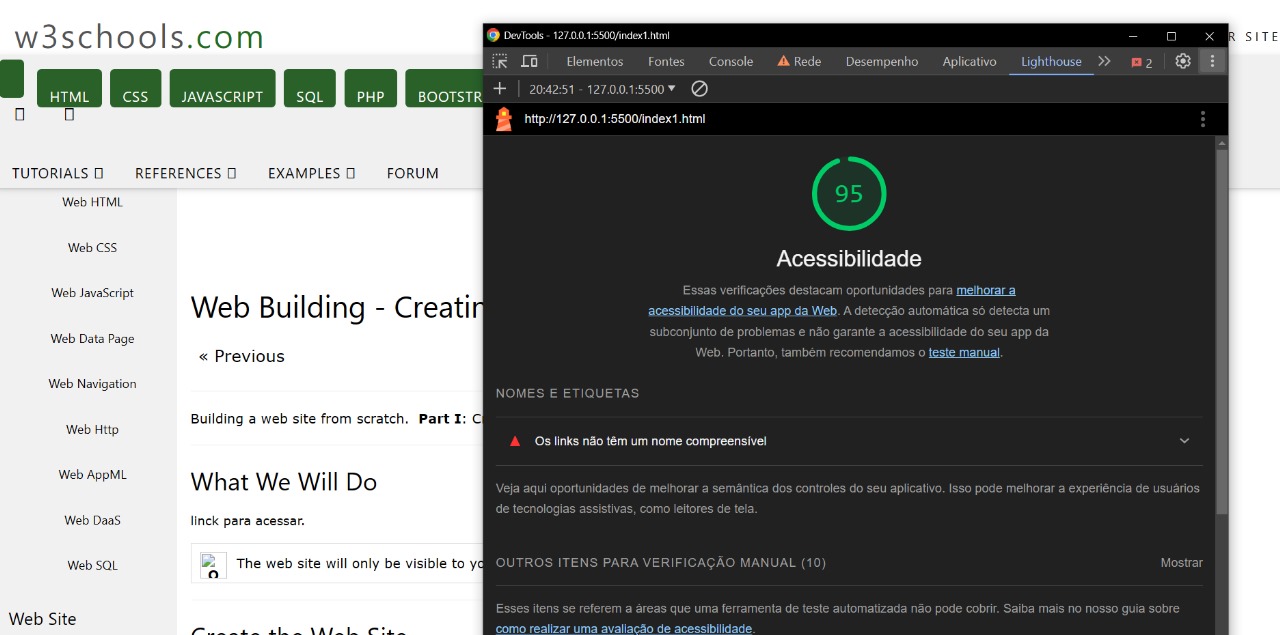 w3schools.com
HTML CSS JAVASCRIPT SQL PHP BOOTSTR
TUTORIALS REFERENCES EXAMPLES FORUM
Web HTML
Web CSS
Web JavaScript
Web Data Page
Web Navigation
Web Http
Web AppML
Web DaaS
Web SQL
Web Site
Web Building - Creatin
« Previous
Building a web site from scratch. Part I: C
What We Will Do
linck para acessar.
The web site will only be visible to yo
Create the Web Site
R SITE
DevTools - 127.0.0.1:5500/index1.html
Elementos Fontes Console Rede Desempenho Aplicativo Lighthouse 2
20:42:51 - 127.0.0.1:5500
http://127.0.0.1:5500/index1.html
95
Acessibilidade
Essas verificações destacam oportunidades para melhorar a
acessibilidade do seu app da Web. A detecção automática só detecta um
subconjunto de problemas e não garante a acessibilidade do seu app da
Web. Portanto, também recomendamos o teste manual.
NOMES E ETIQUETAS
Os links não têm um nome compreensível
Veja aqui oportunidades de melhorar a semântica dos controles do seu aplicativo. Isso pode melhorar a experiência de usuários
de tecnologias assistivas, como leitores de tela.
OUTROS ITENS PARA VERIFICAÇÃO MANUAL (10) Mostrar
Esses itens se referem a áreas que uma ferramenta de teste automatizada não pode cobrir. Saiba mais no nosso guia sobre
como realizar uma avaliação de acessibilidade.